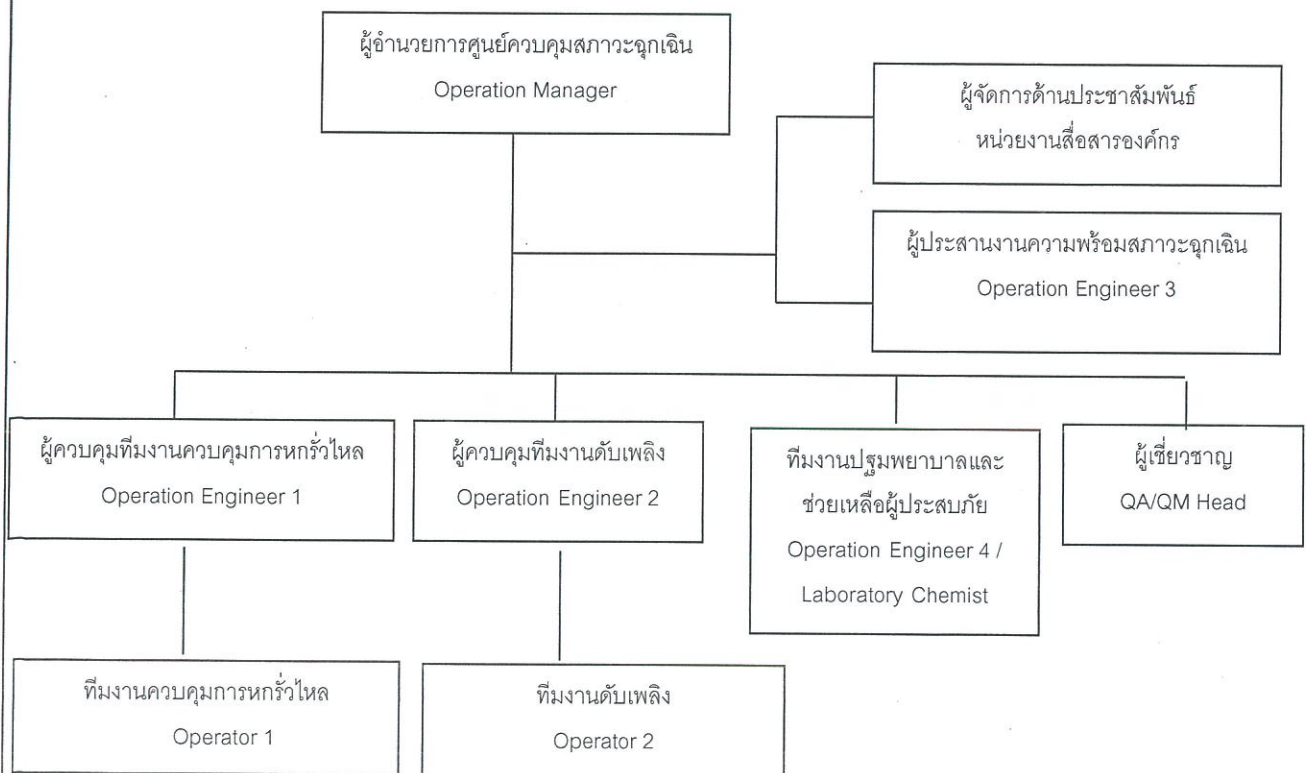 ผู้อำนวยการศูนย์ควบคุมสภาวะฉุกเฉิน
Operation Manager
ผู้จัดการด้านประชาสัมพันธ์
หน่วยงานสื่อสารองค์กร
ผู้ประสานงานความพร้อมสภาวะฉุกเฉิน
Operation Engineer 3
ผู้ควบคุมทีมงานควบคุมการหกรั่วไหล
Operation Engineer 1
ผู้ควบคุมทีมงานดับเพลิง
Operation Engineer 2
ทีมงานปฐมพยาบาลและ
ช่วยเหลือผู้ประสบภัย
Operation Engineer 4 /
Laboratory Chemist
ผู้เชี่ยวชาญ
QA/QM Head
ทีมงานควบคุมการหกรั่วไหล
Operator 1
ทีมงานดับเพลิง
Operator 2